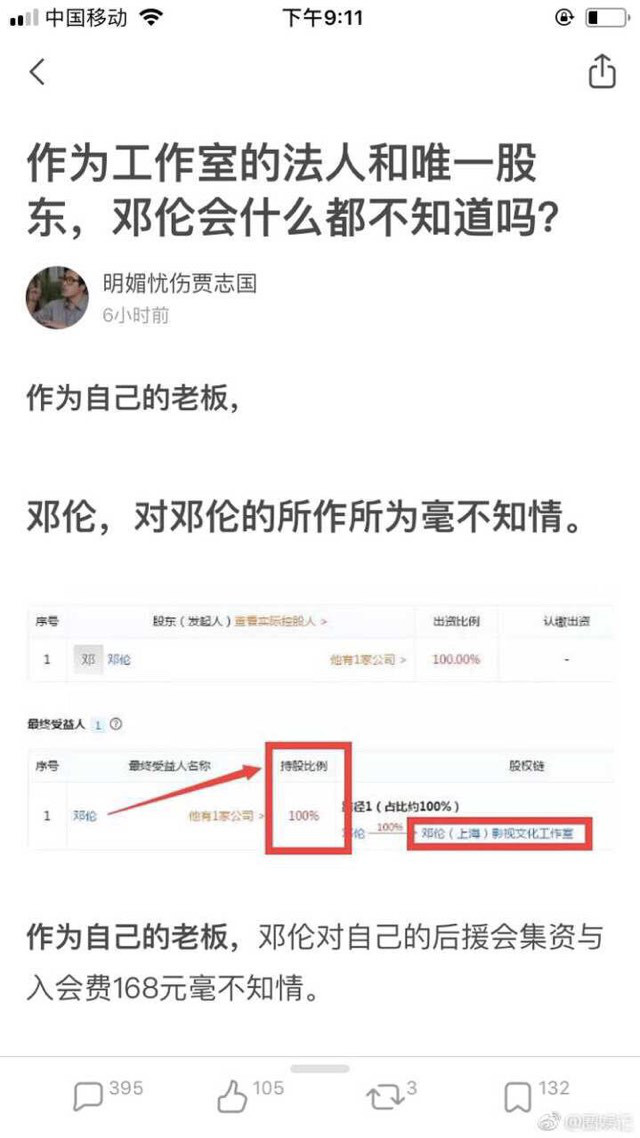 中国移动
下午9:11
作为工作室的法人和唯一股
东，邓伦会什么都不知道吗？
明媚忧伤贾志国
6小时前
作为自己的老板，
邓伦，对邓伦的所作所为毫不知情。
序号 股东（发起人）查看实际控股人 > 出资比例 认缴出资
1 邓 邓伦 他有1家公司 > 100.00% -
最终受益人 1 ?
序号 最终受益人名称 持股比例 股权链
1 邓伦 他有1家公司 > 100% 径1（占比约100%）
伦 100% 邓伦（上海）影视文化工作室
作为自己的老板，邓伦对自己的后援会集资与
入会费168元毫不知情。
395 105 3 132